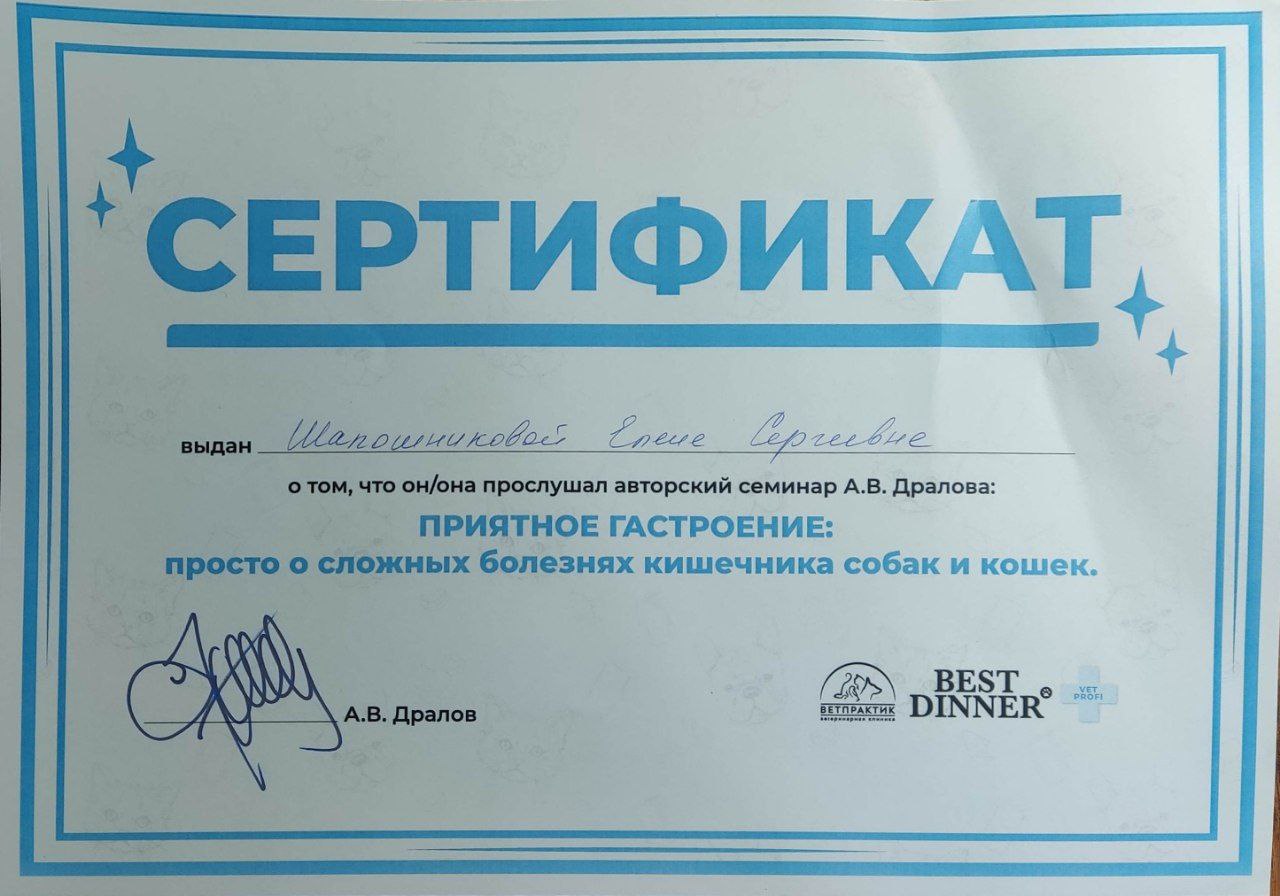 СЕРТИФИКАТ
выдан Шапошниковой Елене Сергеевне
о том, что он/она прослушал авторский семинар А.В. Дралова:
ПРИЯТНОЕ ГАСТРОЕНИЕ:
просто о сложных болезнях кишечника собак и кошек.
А.В. Дралов
ВЕТПРАКТИК
ветеринарная клиника
BEST
DINNER
VET
PROFI